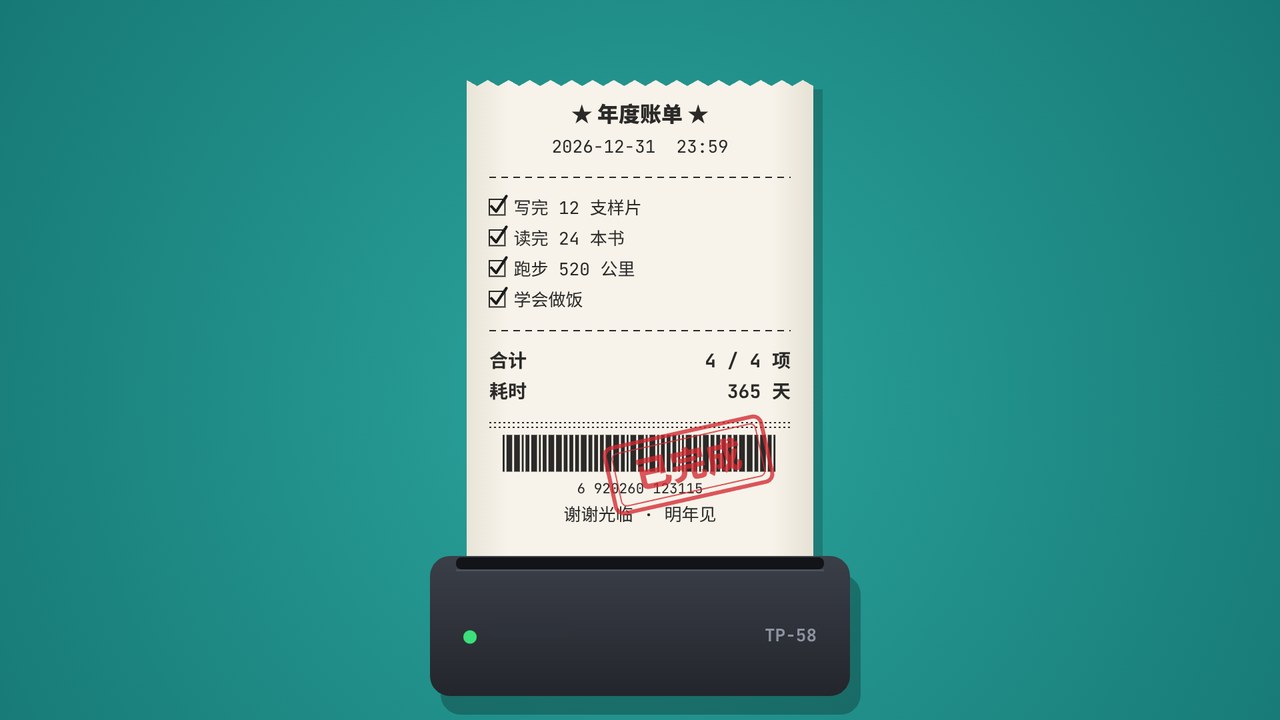 ★ 年度账单 ★
2026-12-31 23:59
写完 12 支样片
读完 24 本书
跑步 520 公里
学会做饭
合计 4 / 4 项
耗时 365 天
已完成
6 920260 123115
谢谢光临 · 明年见
TP-58